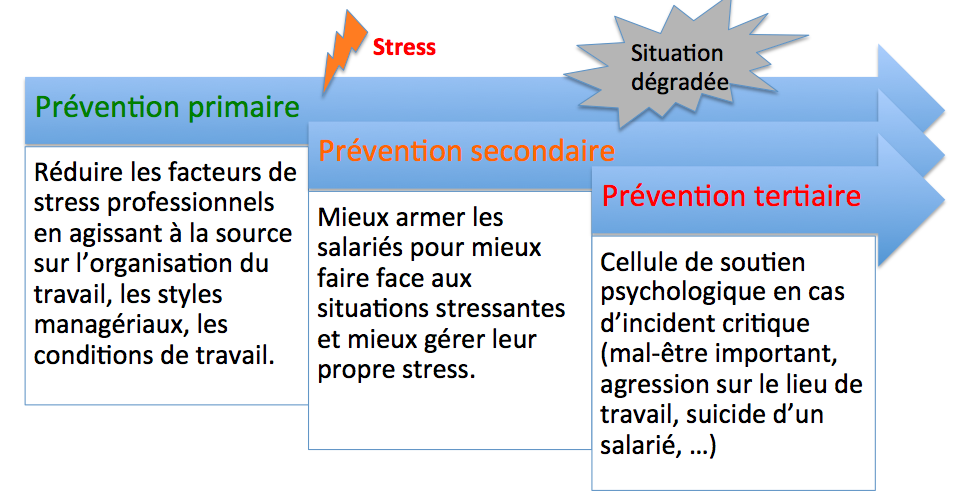 Stress
Situation
dégradée
Prévention primaire
Réduire les facteurs de
stress professionnels
en agissant à la source
sur l’organisation du
travail, les styles
managériaux, les
conditions de travail.
Prévention secondaire
Mieux armer les
salariés pour mieux
faire face aux
situations stressantes
et mieux gérer leur
propre stress.
Prévention tertiaire
Cellule de soutien
psychologique en cas
d’incident critique
(mal-être important,
agression sur le lieu de
travail, suicide d’un
salarié, …)